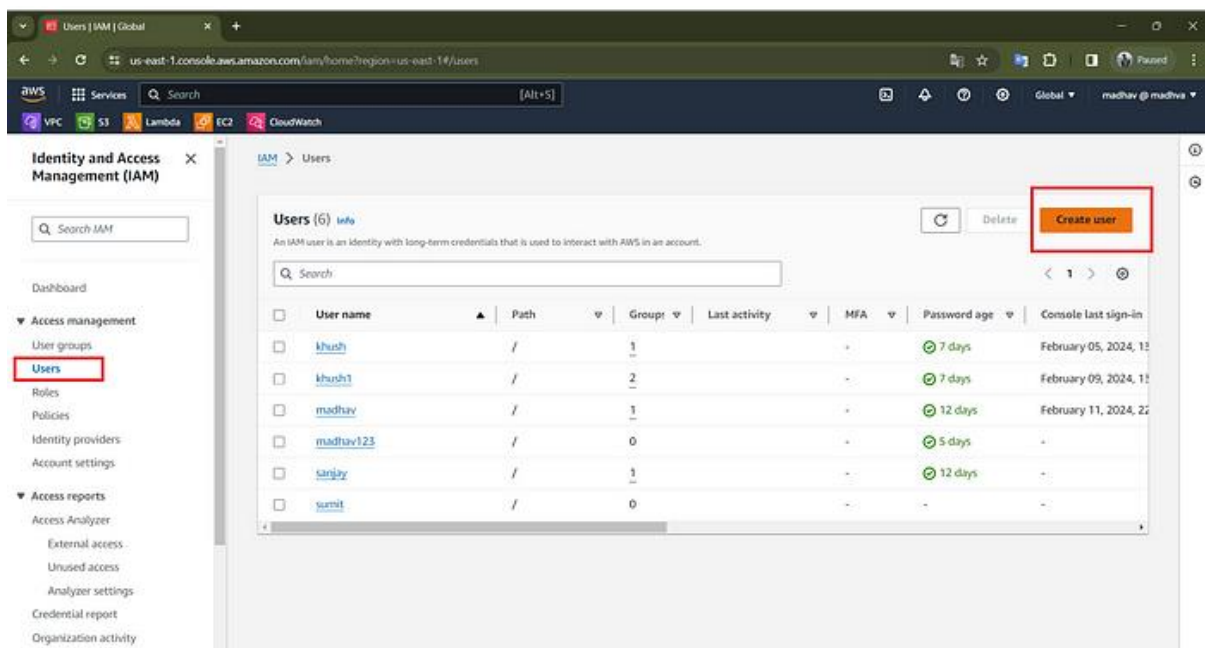 Users | IAM | Global
us-east-1.console.aws.amazon.com/iam/home?region=us-east-1#/users
Paused
aws
Services
Search
[Alt+S]
Global
madhav @ madhva
VPC
S3
Lambda
EC2
CloudWatch
Identity and Access
Management (IAM)
Search IAM
Dashboard
Access management
User groups
Users
Roles
Policies
Identity providers
Account settings
Access reports
Access Analyzer
External access
Unused access
Analyzer settings
Credential report
Organization activity
IAM > Users
Users (6) Info
Delete
Create user
An IAM user is an identity with long-term credentials that is used to interact with AWS in an account.
Search
1
User name Path Group: Last activity MFA Password age Console last sign-in
khush / 1 - 7 days February 05, 2024, 13
khush1 / 2 - 7 days February 09, 2024, 1
madhav / 1 - 12 days February 11, 2024, 22
madhav123 / 0 - 5 days -
sanjay / 1 - 12 days -
sumit / 0 - - -